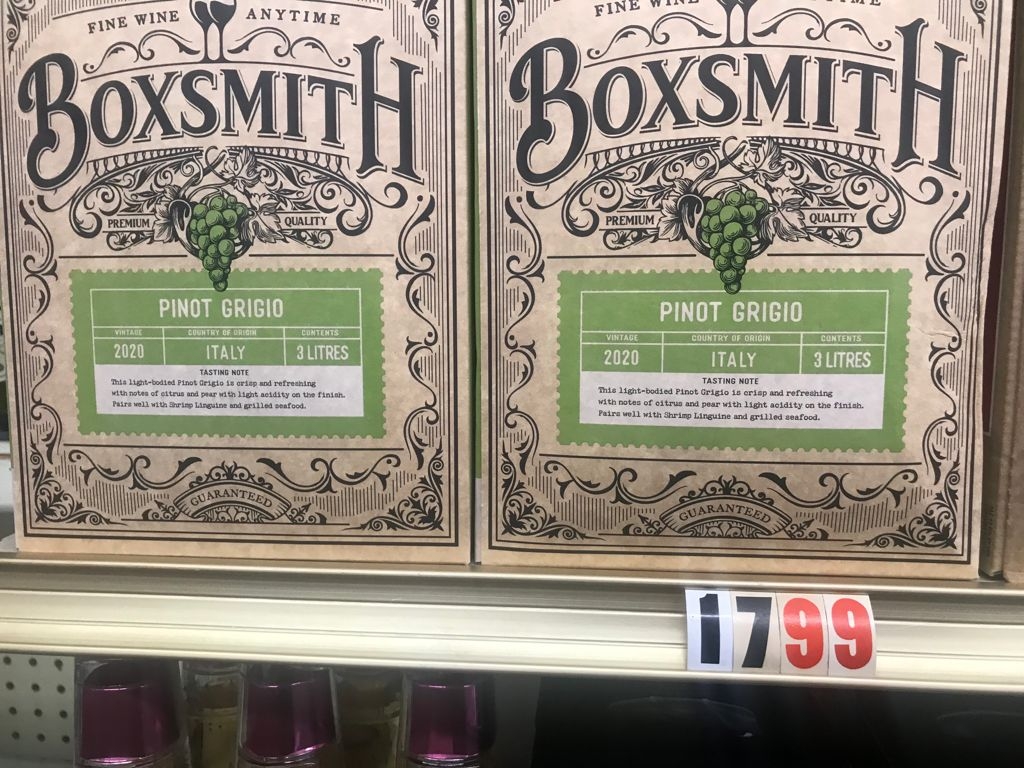 FINE WINE ANYTIME
BOXSMITH
PREMIUM QUALITY
PINOT GRIGIO
VINTAGE COUNTRY OF ORIGIN CONTENTS
2020 ITALY 3 LITRES
TASTING NOTE
This light-bodied Pinot Grigio is crisp and refreshing
with notes of citrus and pear with light acidity on the finish.
Pairs well with Shrimp Linguine and grilled seafood.
GUARANTEED
FINE WINE ANYTIME
BOXSMITH
PREMIUM QUALITY
PINOT GRIGIO
VINTAGE COUNTRY OF ORIGIN CONTENTS
2020 ITALY 3 LITRES
TASTING NOTE
This light-bodied Pinot Grigio is crisp and refreshing
with notes of citrus and pear with light acidity on the finish.
Pairs well with Shrimp Linguine and grilled seafood.
GUARANTEED
1799